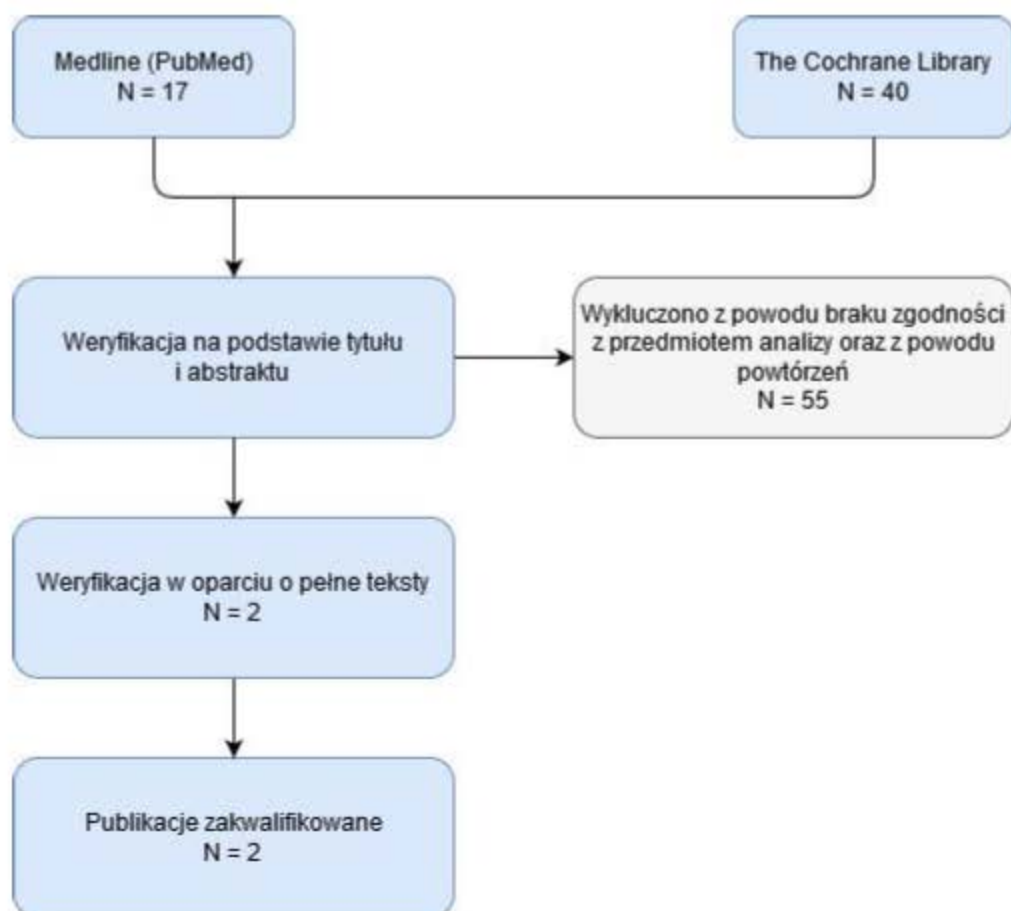 Medline (PubMed)
N = 17
The Cochrane Library
N = 40
Weryfikacja na podstawie tytułu
i abstraktu
Wykluczono z powodu braku zgodności
z przedmiotem analizy oraz z powodu
powtórzeń
N = 55
Weryfikacja w oparciu o pełne teksty
N = 2
Publikacje zakwalifikowane
N = 2